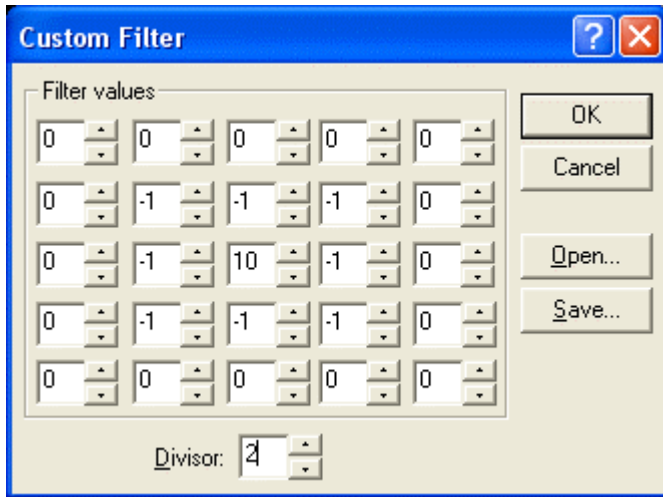 Custom Filter
Filter values
0 0 0 0 0
OK
0 -1 -1 -1 0
Cancel
0 -1 10 -1 0
Open...
0 -1 -1 -1 0
Save...
0 0 0 0 0
Divisor: 2